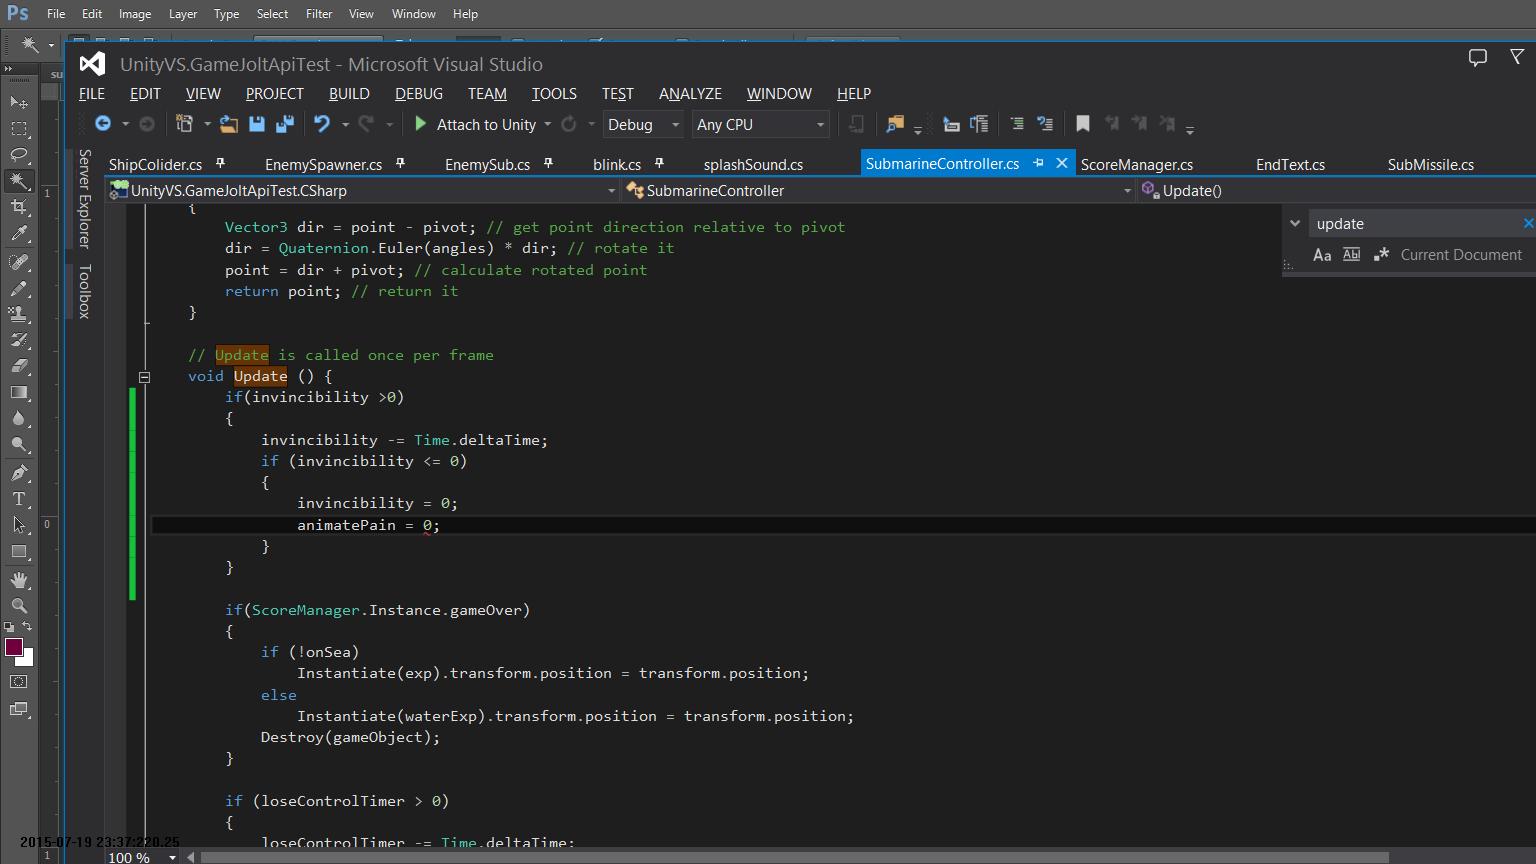 Ps File Edit Image Layer Type Select Filter View Window Help
UnityVS.GameJoltApiTest - Microsoft Visual Studio
FILE EDIT VIEW PROJECT BUILD DEBUG TEAM TOOLS TEST ANALYZE WINDOW HELP
Attach to Unity Debug Any CPU
Server Explorer
Toolbox
ShipColider.cs EnemySpawner.cs EnemySub.cs blink.cs splashSound.cs SubmarineController.cs ScoreManager.cs EndText.cs SubMissile.cs
UnityVS.GameJoltApiTest.CSharp SubmarineController Update()
update
Aa Abl .* Current Document
{
Vector3 dir = point - pivot; // get point direction relative to pivot
dir = Quaternion.Euler(angles) * dir; // rotate it
point = dir + pivot; // calculate rotated point
return point; // return it
}
// Update is called once per frame
void Update () {
if(invincibility >0)
{
invincibility -= Time.deltaTime;
if (invincibility <= 0)
{
invincibility = 0;
animatePain = 0;
}
}
if(ScoreManager.Instance.gameOver)
{
if (!onSea)
Instantiate(exp).transform.position = transform.position;
else
Instantiate(waterExp).transform.position = transform.position;
Destroy(gameObject);
}
if (loseControlTimer > 0)
{
loseControlTimer -= Time.deltaTime;
100 %
su
1
0
1
2015-07-19 23:37:220.25